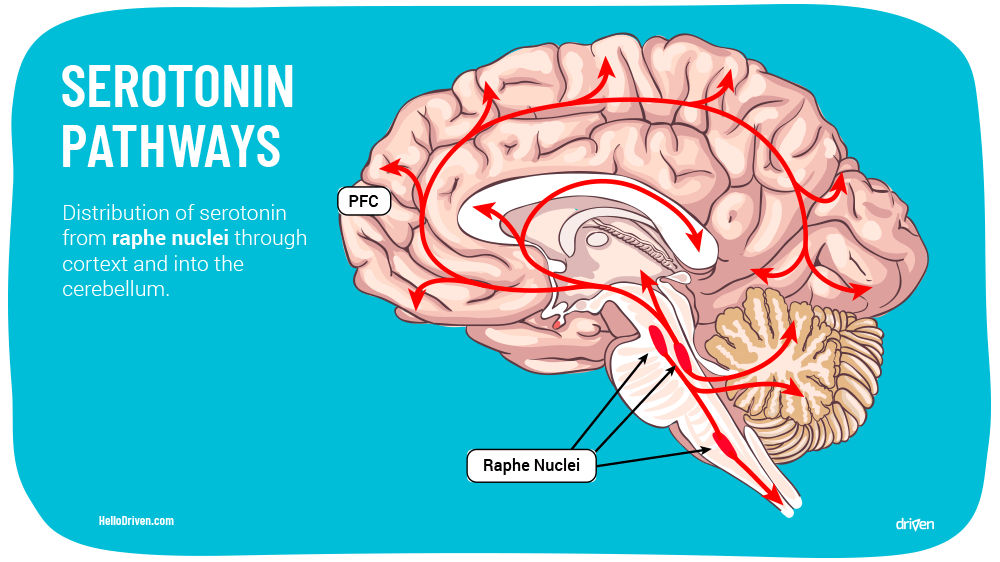 SEROTONIN
PATHWAYS
Distribution of serotonin
from raphe nuclei through
cortext and into the
cerebellum.
PFC
Raphe Nuclei
HelloDriven.com
driven